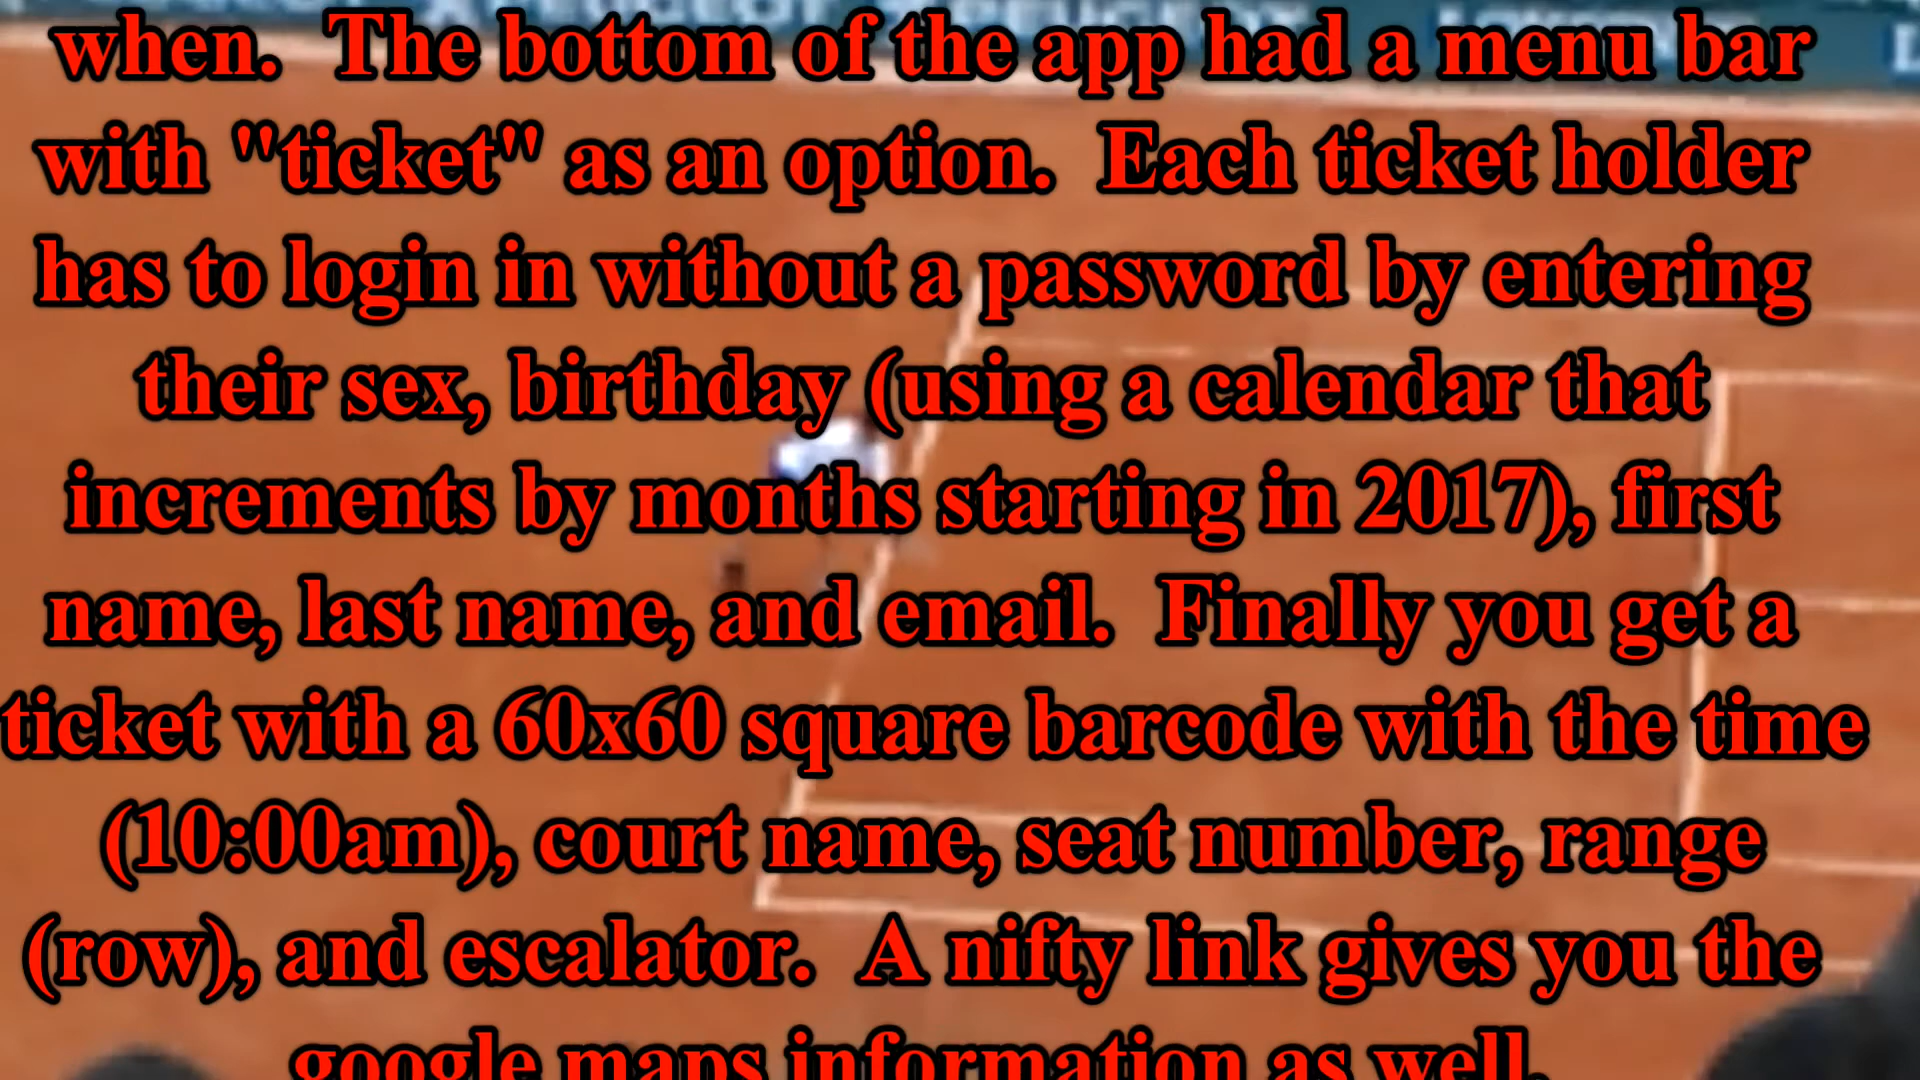 PEUGEOT PEUGEOT LONGINES
when.  The bottom of the app had a menu bar
with "ticket" as an option.  Each ticket holder
has to login in without a password by entering
their sex, birthday (using a calendar that
increments by months starting in 2017), first
name, last name, and email.  Finally you get a
ticket with a 60x60 square barcode with the time
(10:00am), court name, seat number, range
(row), and escalator.  A nifty link gives you the
google maps information as well.